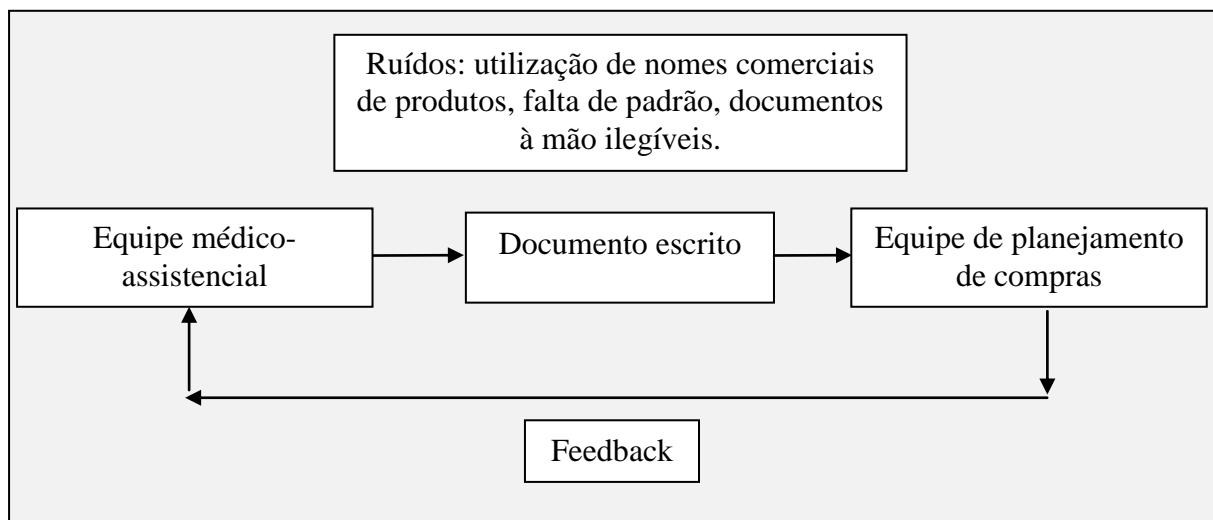 Ruídos: utilização de nomes comerciais
de produtos, falta de padrão, documentos
à mão ilegíveis.
Equipe médico-
assistencial
Documento escrito
Equipe de planejamento
de compras
Feedback